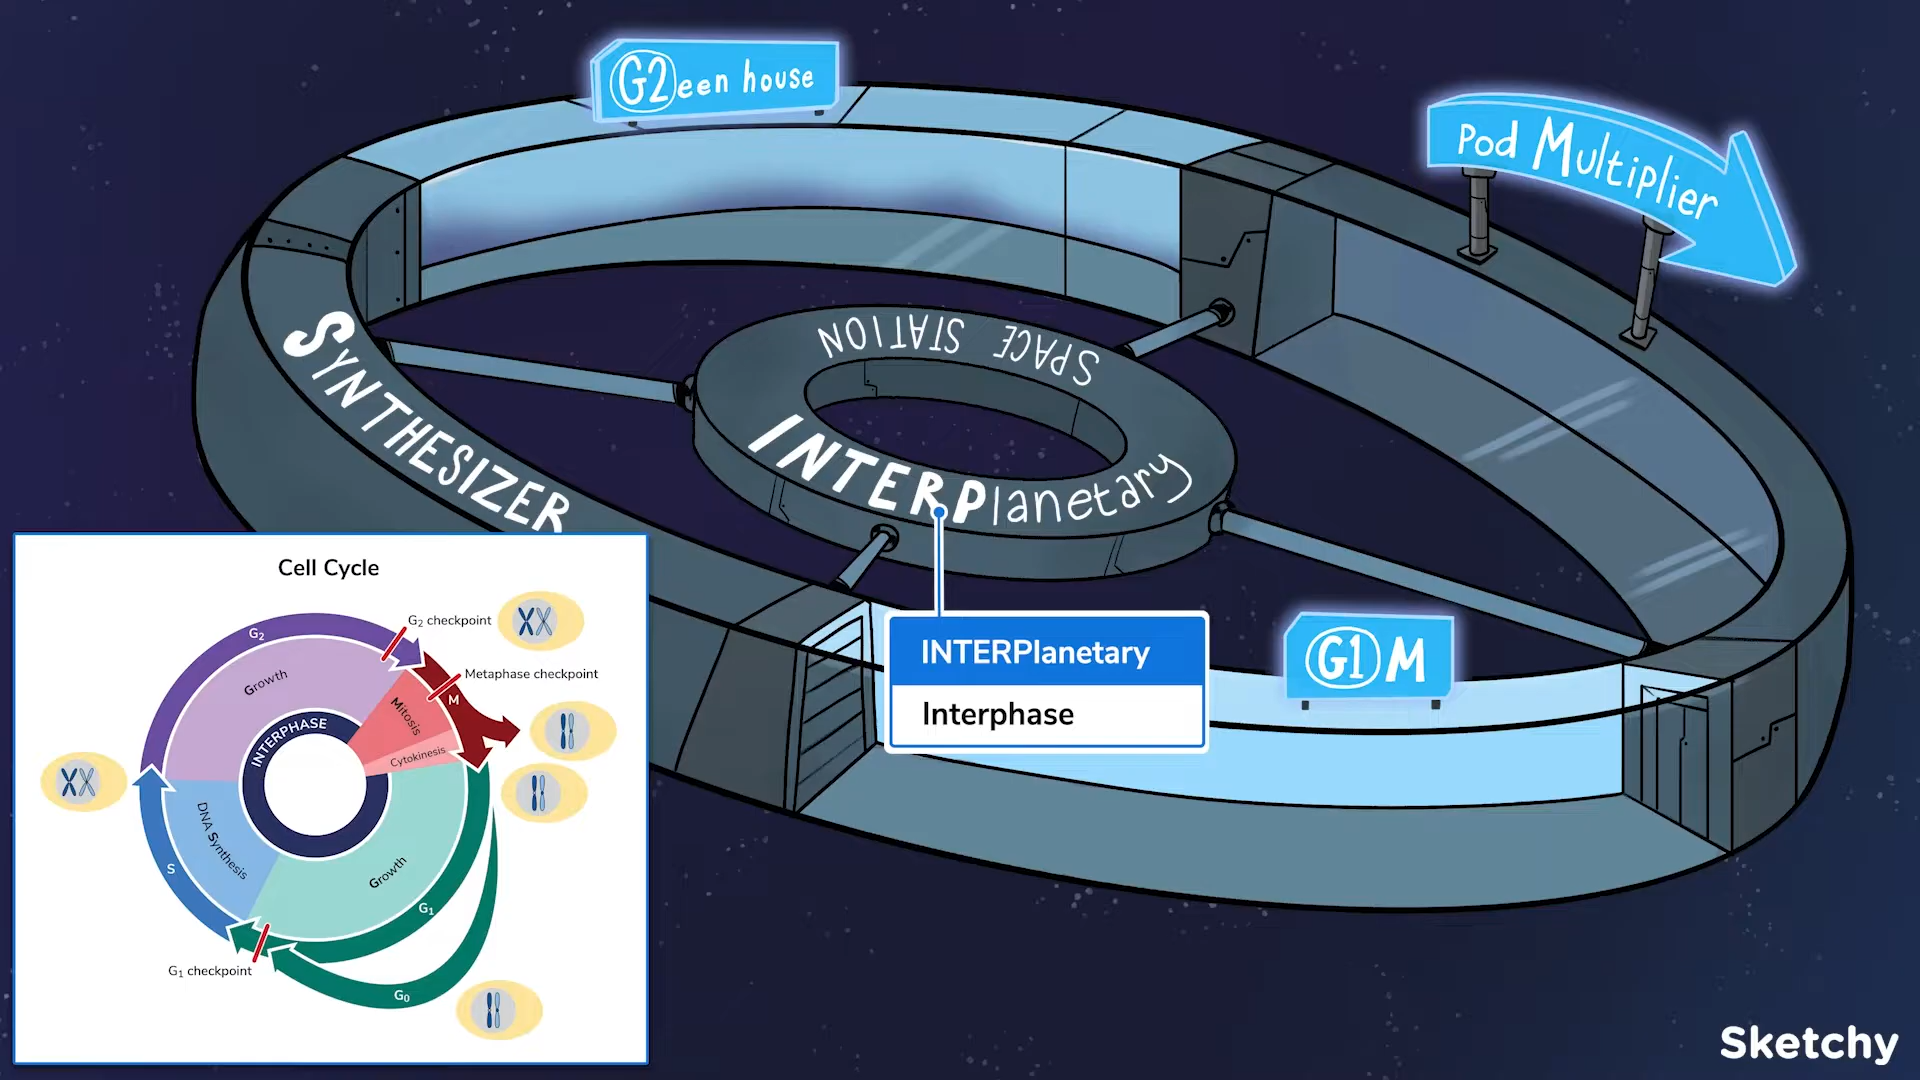 G2een house
Pod Multiplier
SPACE STATION
SYNTHESIZER
INTERPlanetary
INTERPlanetary
Interphase
G1M
Cell Cycle
G₂ checkpoint
G₂
Metaphase checkpoint
Growth
M
Mitosis
INTERPHASE
Cytokinesis
DNA Synthesis
S
Growth
G₁
G₁ checkpoint
G₀
Sketchy